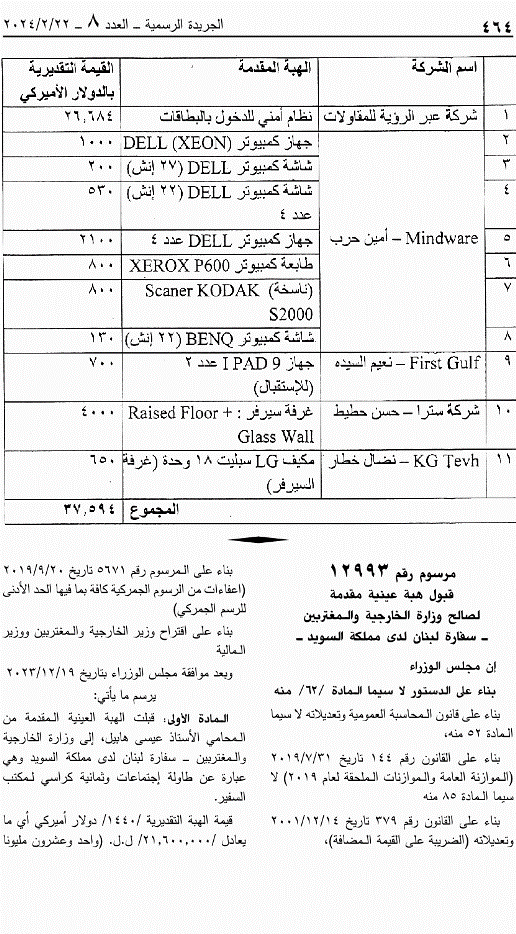 ٤٦٤ الجريدة الرسمية – العدد ٨ – ٢٠٢٤/٢/٢٢
اسم الشركة الهبة المقدمة القيمة التقديرية
بالدولار الأميركي
١ شركة عبر الرؤية للمقاولات نظام أمني للدخول بالبطاقات ٢٦,٦٨٤
٢ جهاز كمبيوتر DELL (XEON) ١٠٠٠
٣ شاشة كمبيوتر DELL (٢٧ إنش) ٢٠٠
٤ شاشة كمبيوتر DELL (٢٢ إنش) ٥٣٠
عدد ٤
٥ Mindware – أمين حرب جهاز كمبيوتر DELL عدد ٤ ٢١٠٠
٦ طابعة كمبيوتر XEROX P600 ٨٠٠
٧ (ناسخة) Scaner KODAK ٨٠٠
S2000
٨ شاشة كمبيوتر BENQ (٢٢ إنش) ١٣٠
٩ First Gulf – نعيم السيده جهاز I PAD 9 عدد ٢ ٧٠٠
(للإستقبال)
١٠ شركة سترا – حسن حطيط غرفة سيرفر : Raised Floor + ٤٠٠٠
Glass Wall
١١ KG Tevh – نضال خطار مكيف LG سبليت ١٨ وحدة (غرفة ٦٥٠
السيرفر)
المجموع ٣٧,٥٩٤
مرسوم رقم ١٢٩٩٣
قبول هبة عينية مقدمة
لصالح وزارة الخارجية والمغتربين
– سفارة لبنان لدى مملكة السويد –
إن مجلس الوزراء
بناء على الدستور لا سيما المادة /٦٢/ منه
بناء على قانون المحاسبة العمومية وتعديلاته لا سيما
المادة ٥٢ منه،
بناء على القانون رقم ١٤٤ تاريخ ٢٠١٩/٧/٣١
(الموازنة العامة والموازنات الملحقة لعام ٢٠١٩) لا
سيما المادة ٨٥ منه
بناء على القانون رقم ٣٧٩ تاريخ ٢٠٠١/١٢/١٤
وتعديلاته (الضريبة على القيمة المضافة)،
بناء على المرسوم رقم ٥٦٧١ تاريخ ٢٠١٩/٩/٢٠
(اعفاءات من الرسوم الجمركية كافة بما فيها الحد الأدنى
للرسم الجمركي)
بناء على اقتراح وزير الخارجية والمغتربين ووزير
المالية
وبعد موافقة مجلس الوزراء بتاريخ ٢٠٢٣/١٢/١٩
يرسم ما يأتي:
المادة الأولى: قبلت الهبة العينية المقدمة من
المحامي الأستاذ عيسى هابيل، إلى وزارة الخارجية
والمغتربين – سفارة لبنان لدى مملكة السويد وهي
عبارة عن طاولة إجتماعات وثمانية كراسي لمكتب
السفير.
قيمة الهبة التقديرية /١٤٤٠/ دولار أميركي أي ما
يعادل /٢١,٦٠٠,٠٠٠/ ل.ل. (واحد وعشرون مليونا